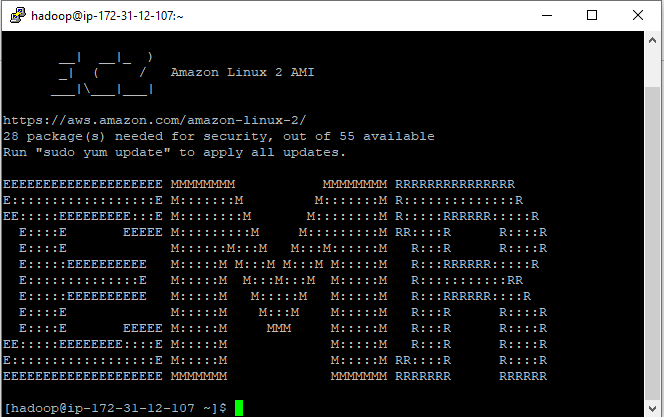 hadoop@ip-172-31-12-107:~
       __|  __|_  )
       _|  (     /   Amazon Linux 2 AMI
      ___|\___|___|
https://aws.amazon.com/amazon-linux-2/
28 package(s) needed for security, out of 55 available
Run "sudo yum update" to apply all updates.
EEEEEEEEEEEEEEEEEEEE MMMMMMMM           MMMMMMMM RRRRRRRRRRRRRRR
E::::::::::::::::::E M:::::::M         M:::::::M R::::::::::::::R
EE:::::EEEEEEEEE:::E M::::::::M       M::::::::M R:::::RRRRRR:::::R
  E::::E       EEEEE M:::::::::M     M:::::::::M RR::::R      R::::R
  E::::E             M::::::M:::M   M:::M::::::M   R:::R      R::::R
  E:::::EEEEEEEEEE   M:::::M M:::M M:::M M:::::M   R:::RRRRRR:::::R
  E::::::::::::::E   M:::::M  M:::M:::M  M:::::M   R:::::::::::RR
  E:::::EEEEEEEEEE   M:::::M   M:::::M   M:::::M   R:::RRRRRR::::R
  E::::E             M:::::M    M:::M    M:::::M   R:::R      R::::R
  E::::E       EEEEE M:::::M     MMM     M:::::M   R:::R      R::::R
EE:::::EEEEEEEE::::E M:::::M             M:::::M   R:::R      R::::R
E::::::::::::::::::E M:::::M             M:::::M RR::::R      R::::R
EEEEEEEEEEEEEEEEEEEE MMMMMMM             MMMMMMM RRRRRRR      RRRRRR
[hadoop@ip-172-31-12-107 ~]$